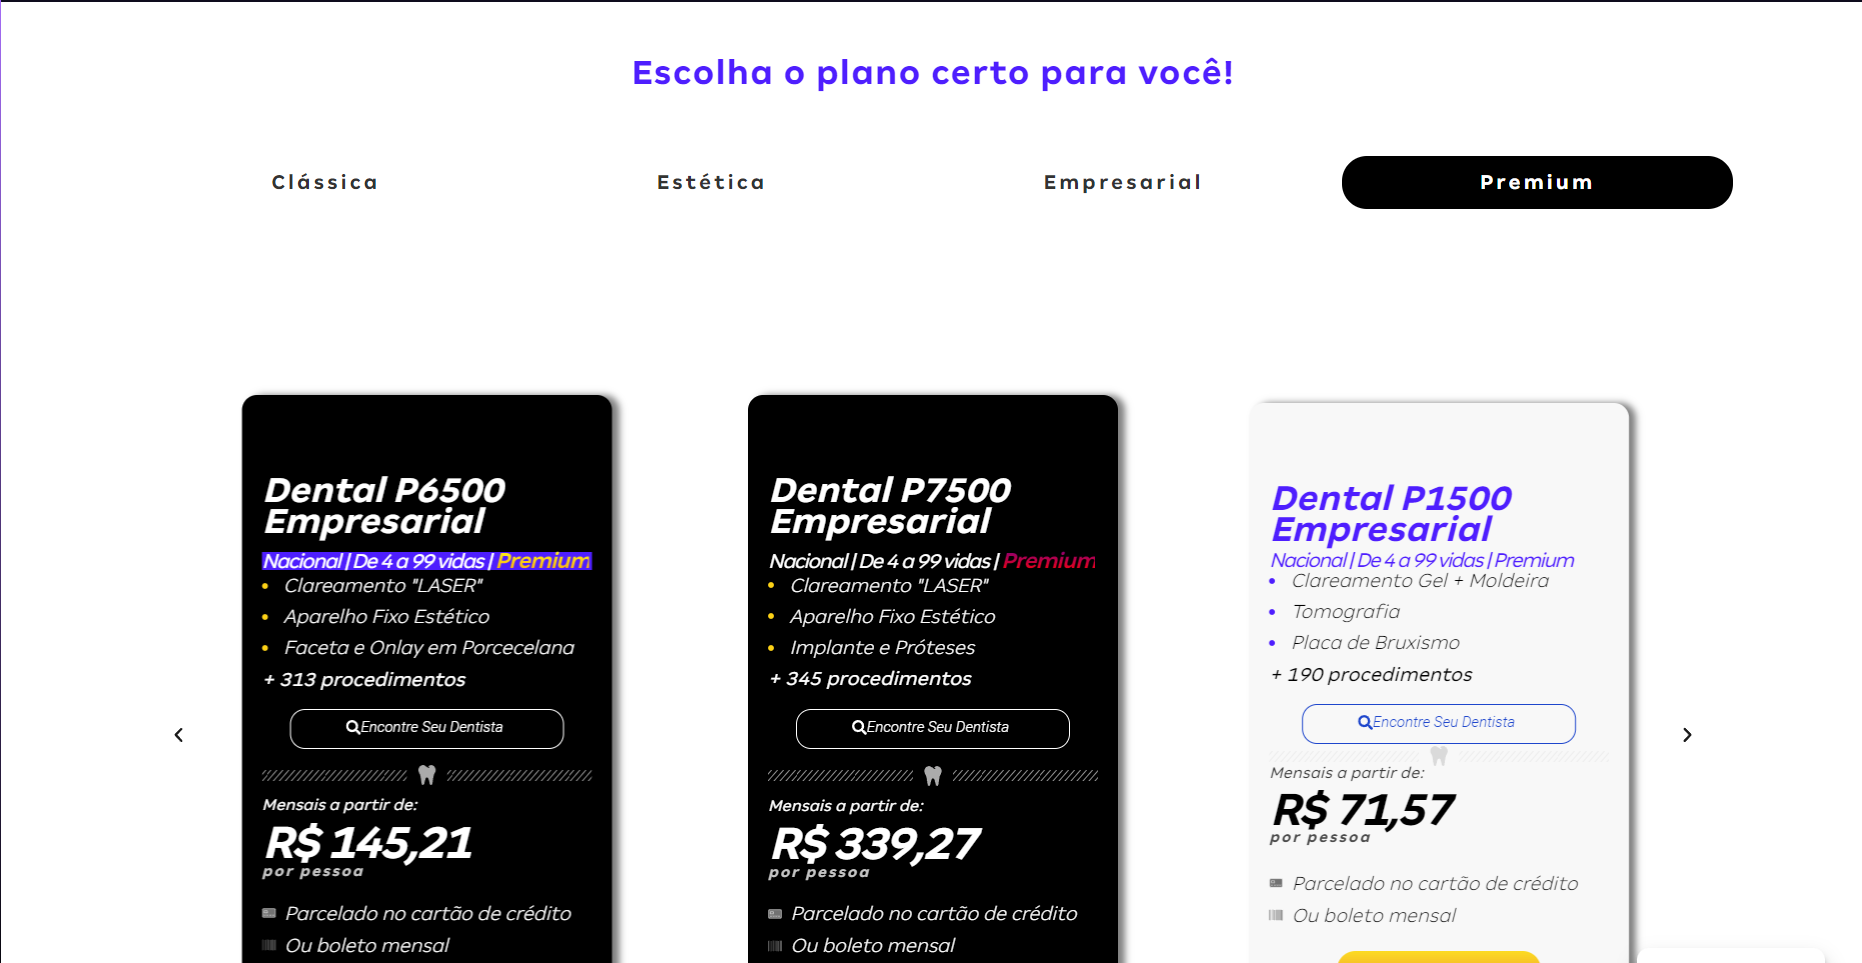 Escolha o plano certo para você!
Clássica
Estética
Empresarial
Premium
Dental P6500
Empresarial
Nacional | De 4 a 99 vidas | Premium
Clareamento "LASER"
Aparelho Fixo Estético
Faceta e Onlay em Porcecelana
+ 313 procedimentos
Encontre Seu Dentista
Mensais a partir de:
R$ 145,21
por pessoa
Parcelado no cartão de crédito
Ou boleto mensal
Dental P7500
Empresarial
Nacional | De 4 a 99 vidas | Premium
Clareamento "LASER"
Aparelho Fixo Estético
Implante e Próteses
+ 345 procedimentos
Encontre Seu Dentista
Mensais a partir de:
R$ 339,27
por pessoa
Parcelado no cartão de crédito
Ou boleto mensal
Dental P1500
Empresarial
Nacional | De 4 a 99 vidas | Premium
Clareamento Gel + Moldeira
Tomografia
Placa de Bruxismo
+ 190 procedimentos
Encontre Seu Dentista
Mensais a partir de:
R$ 71,57
por pessoa
Parcelado no cartão de crédito
Ou boleto mensal